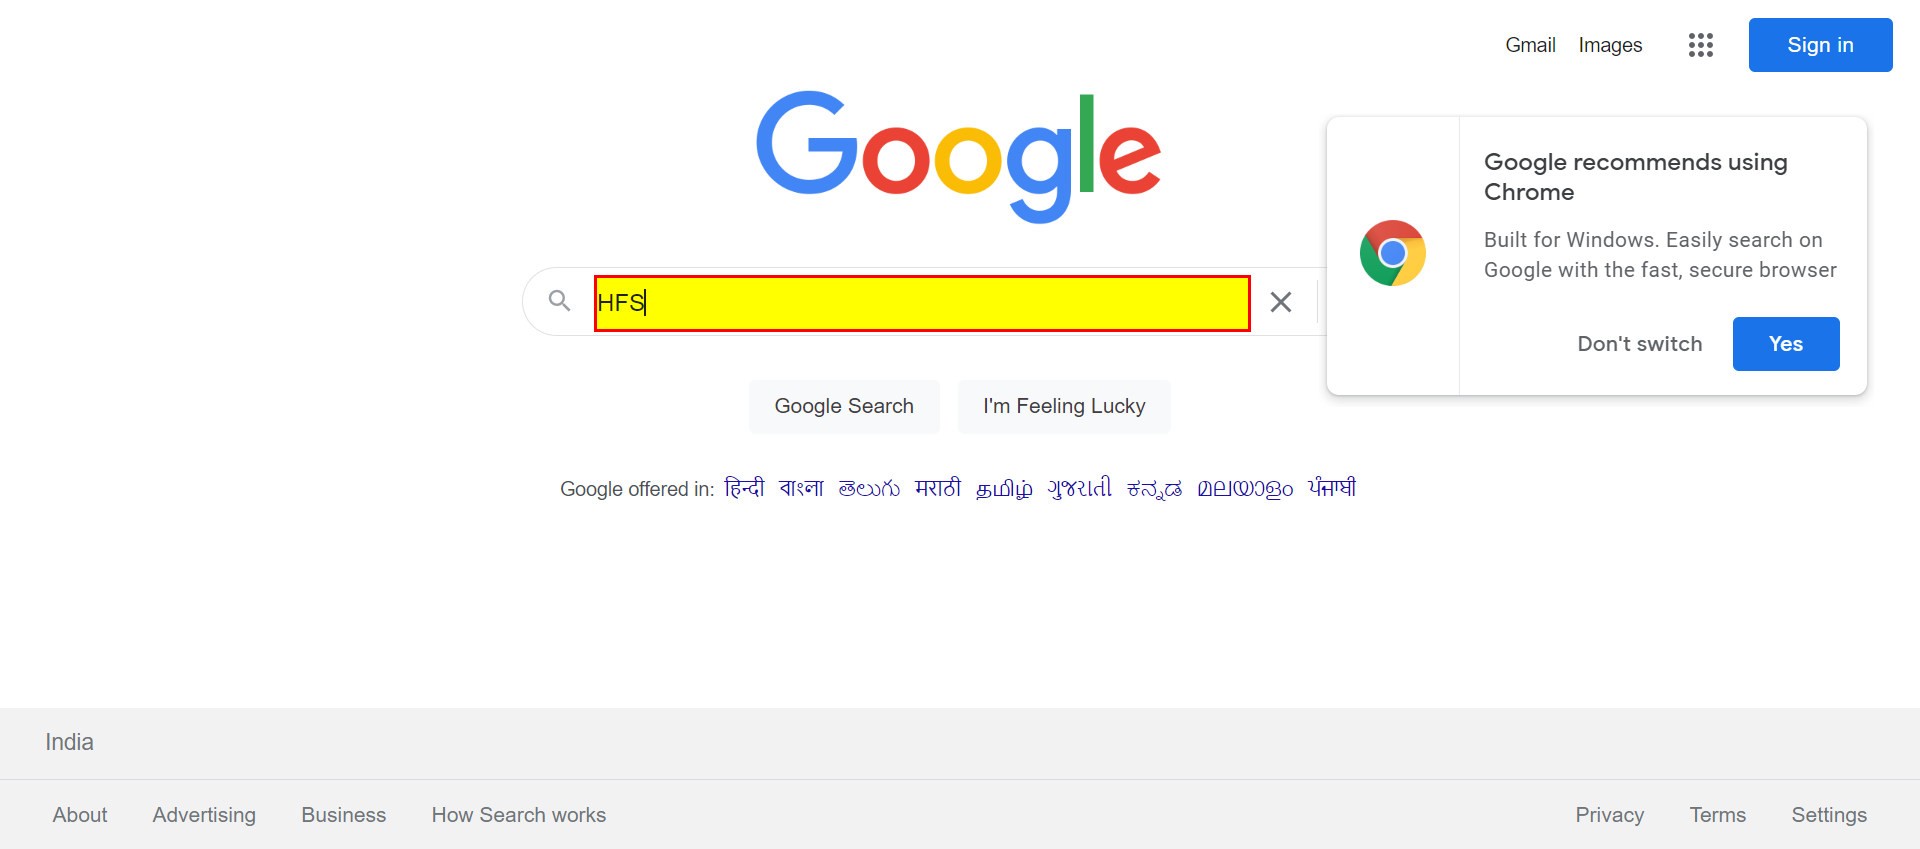 Gmail Images Sign in
Google
Google recommends using
Chrome
Built for Windows. Easily search on
Google with the fast, secure browser
Don't switch Yes
HFS
Google Search I'm Feeling Lucky
Google offered in: हिन्दी বাংলা తెలుగు मराठी தமிழ் ગુજરાતી ಕನ್ನಡ മലയാളം ਪੰਜਾਬੀ
India
About Advertising Business How Search works Privacy Terms Settings